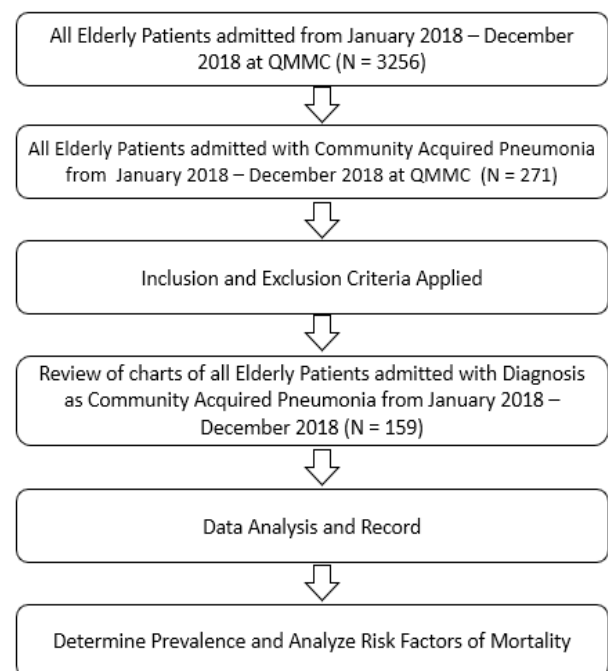 All Elderly Patients admitted from January 2018 – December
2018 at QMMC (N = 3256)
All Elderly Patients admitted with Community Acquired Pneumonia
from January 2018 – December 2018 at QMMC (N = 271)
Inclusion and Exclusion Criteria Applied
Review of charts of all Elderly Patients admitted with Diagnosis
as Community Acquired Pneumonia from January 2018 –
December 2018 (N = 159)
Data Analysis and Record
Determine Prevalence and Analyze Risk Factors of Mortality